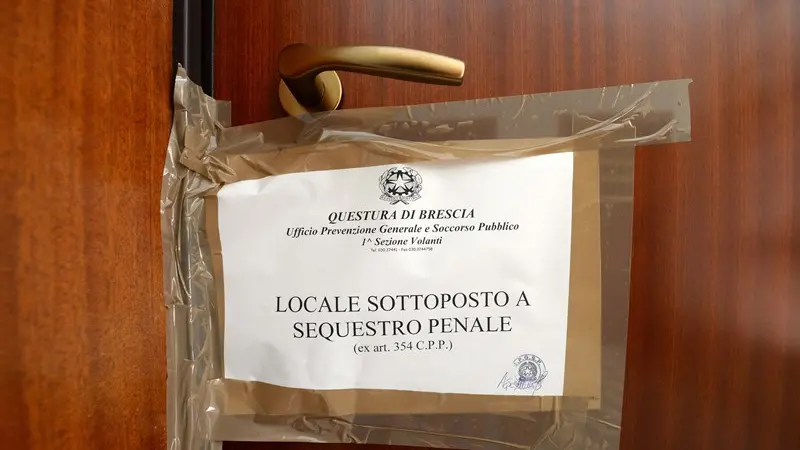 QUESTURA DI BRESCIA
Ufficio Prevenzione Generale e Soccorso Pubblico
1^ Sezione Volanti
LOCALE SOTTOPOSTO A
SEQUESTRO PENALE
(ex art. 354 C.P.P.)